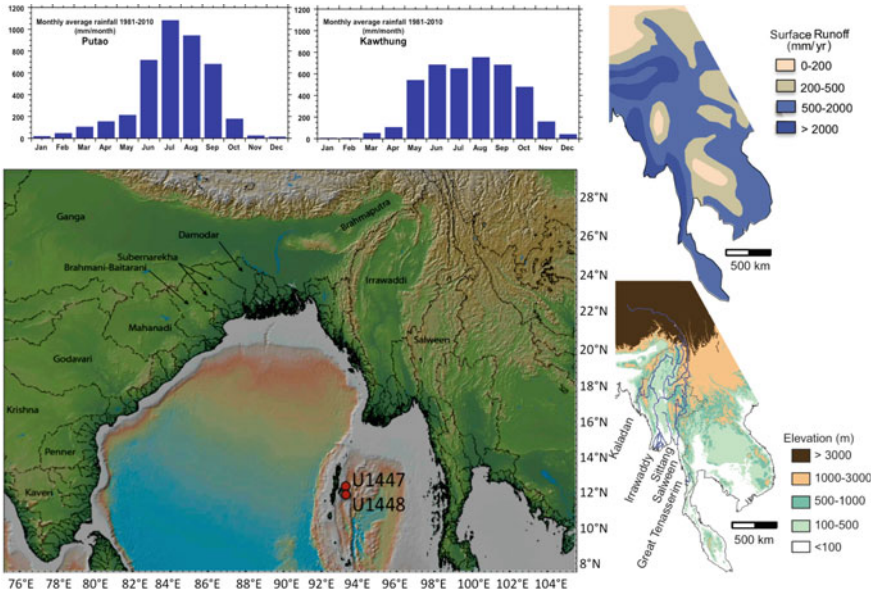 Monthly average rainfall 1981-2010
(mm/month)
Putao
1200
1000
800
600
400
200
0
Jan Feb Mar Apr May Jun Jul Aug Sep Oct Nov Dec
Monthly average rainfall 1981-2010
(mm/month)
Kawthung
1200
1000
800
600
400
200
0
Jan Feb Mar Apr May Jun Jul Aug Sep Oct Nov Dec
Surface Runoff
(mm/yr)
0-200
200-500
500-2000
> 2000
500 km
Ganga
Damodar
Brahmaputra
Subernarekha
Brahmani-Baitarani
Irrawaddi
Mahanadi
Salween
Godavari
Krishna
Penner
Kaveri
U1447
U1448
28°N
26°N
24°N
22°N
20°N
18°N
16°N
14°N
12°N
10°N
8°N
76°E 78°E 80°E 82°E 84°E 86°E 88°E 90°E 92°E 94°E 96°E 98°E 100°E 102°E 104°E
Kaladan
Irrawaddy
Sittang
Salween
Great Tenasserim
Elevation (m)
> 3000
1000-3000
500-1000
100-500
<100
500 km